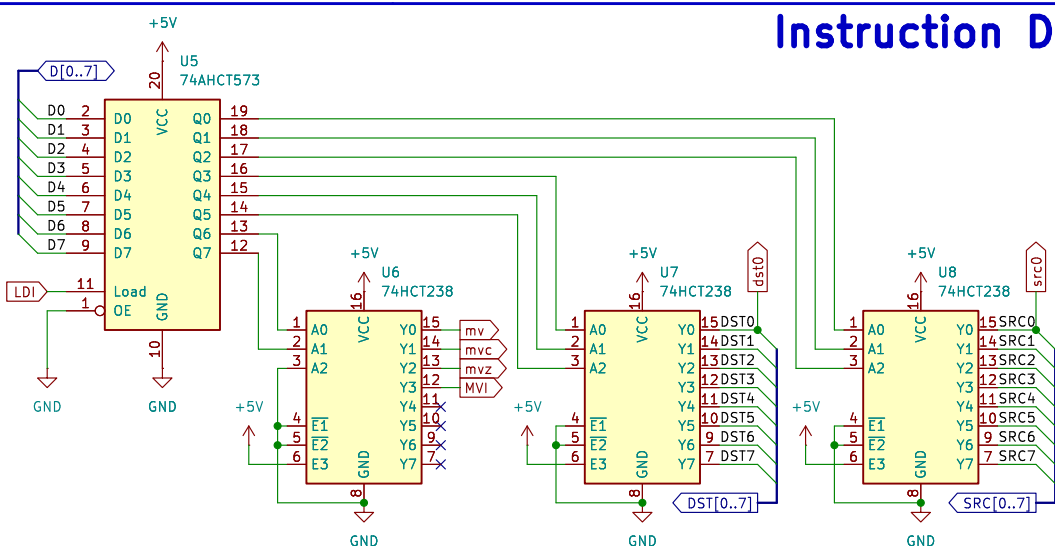 Instruction D
+5V
U5
74AHCT573
D[0..7]
20
VCC
D0 2 D0 Q0 19
D1 3 D1 Q1 18
D2 4 D2 Q2 17
D3 5 D3 Q3 16
D4 6 D4 Q4 15
D5 7 D5 Q5 14
D6 8 D6 Q6 13
D7 9 D7 Q7 12
LDI 11 Load
1 OE
GND
10
GND
GND
+5V
U6
74HCT238
16
VCC
1 A0 Y0 15 mv
2 A1 Y1 14 mvc
3 A2 Y2 13 mvz
Y3 12 MVI
Y4 11
+5V
4 E1 Y5 10
5 E2 Y6 9
6 E3 Y7 7
GND
8
GND
+5V
U7
74HCT238
dst0
16
VCC
1 A0 Y0 15 DST0
2 A1 Y1 14 DST1
3 A2 Y2 13 DST2
Y3 12 DST3
Y4 11 DST4
+5V
4 E1 Y5 10 DST5
5 E2 Y6 9 DST6
6 E3 Y7 7 DST7
GND
8
DST[0..7]
GND
+5V
U8
74HCT238
src0
16
VCC
1 A0 Y0 15 SRC0
2 A1 Y1 14 SRC1
3 A2 Y2 13 SRC2
Y3 12 SRC3
Y4 11 SRC4
+5V
4 E1 Y5 10 SRC5
5 E2 Y6 9 SRC6
6 E3 Y7 7 SRC7
GND
8
SRC[0..7]
GND